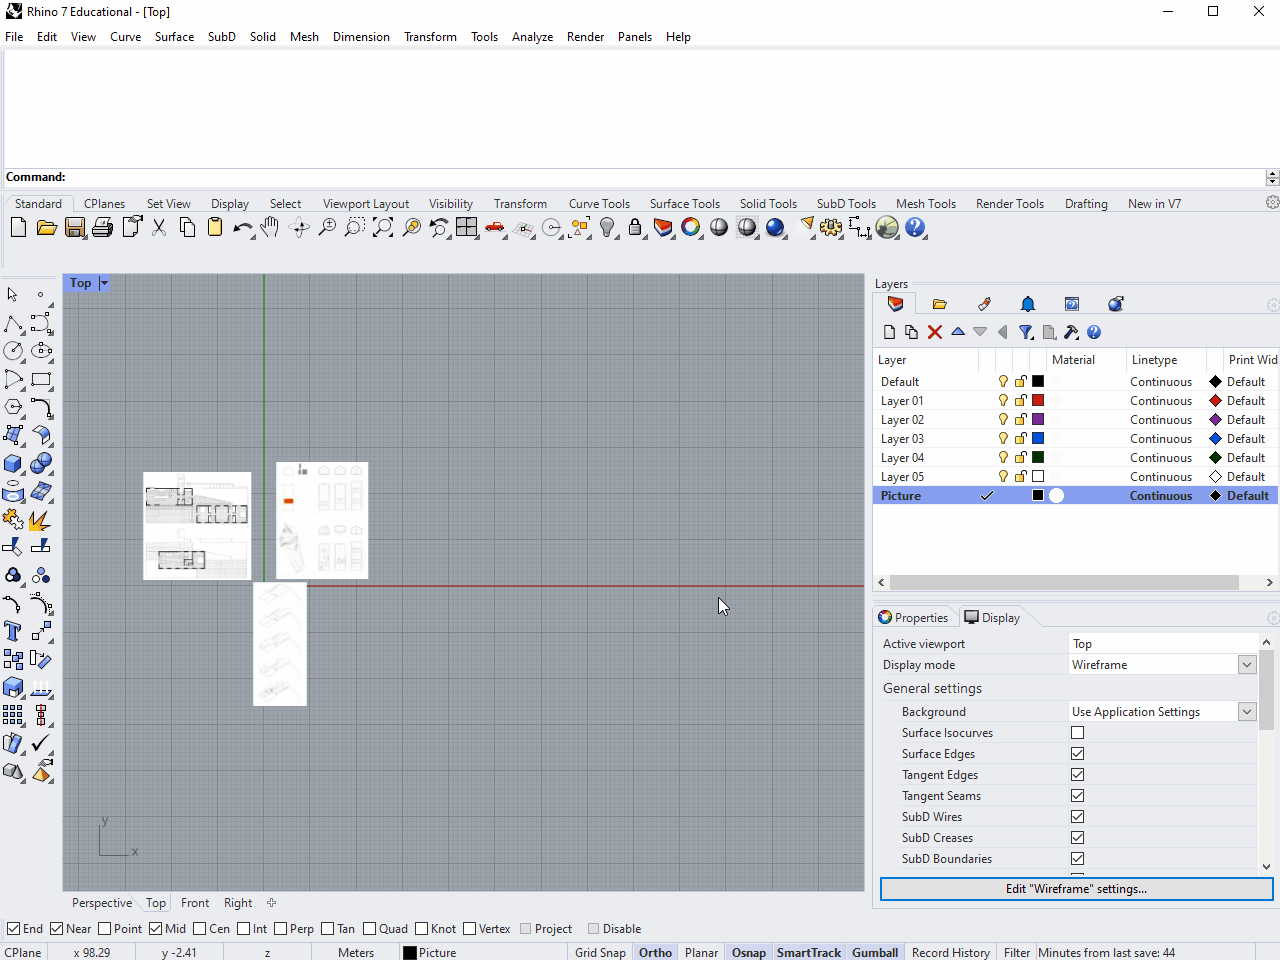 Rhino 7 Educational - [Top]
File Edit View Curve Surface SubD Solid Mesh Dimension Transform Tools Analyze Render Panels Help
Command:
Standard CPlanes Set View Display Select Viewport Layout Visibility Transform Curve Tools Surface Tools Solid Tools SubD Tools Mesh Tools Render Tools Drafting New in V7
Top
Layers
Layer Material Linetype Print Wid
Default Continuous Default
Layer 01 Continuous Default
Layer 02 Continuous Default
Layer 03 Continuous Default
Layer 04 Continuous Default
Layer 05 Continuous Default
Picture Continuous Default
Properties Display
Active viewport Top
Display mode Wireframe
General settings
Background Use Application Settings
Surface Isocurves
Surface Edges
Tangent Edges
Tangent Seams
SubD Wires
SubD Creases
SubD Boundaries
Edit "Wireframe" settings...
y
x
Perspective Top Front Right
End Near Point Mid Cen Int Perp Tan Quad Knot Vertex Project Disable
CPlane x 98.29 y -2.41 z Meters Picture Grid Snap Ortho Planar Osnap SmartTrack Gumball Record History Filter Minutes from last save: 44